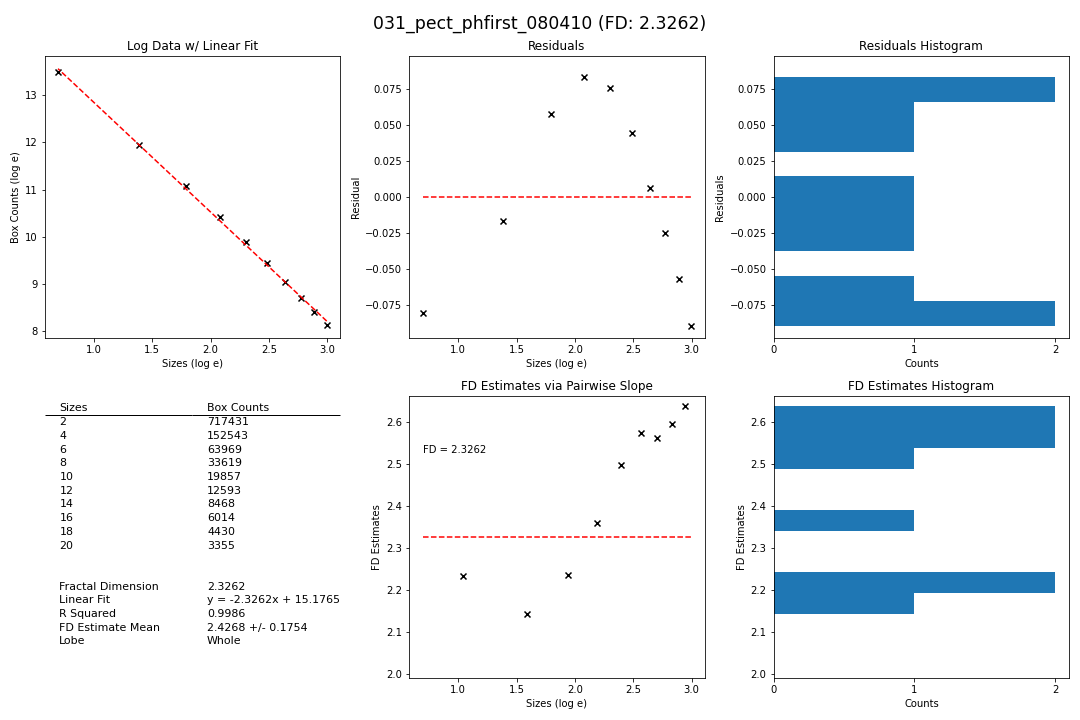 031_pect_phfirst_080410 (FD: 2.3262)
Log Data w/ Linear Fit
Box Counts (log e)
13
12
11
10
9
8
1.0 1.5 2.0 2.5 3.0
Sizes (log e)
Residuals
Residual
0.075
0.050
0.025
0.000
−0.025
−0.050
−0.075
1.0 1.5 2.0 2.5 3.0
Sizes (log e)
Residuals Histogram
Residuals
0.075
0.050
0.025
0.000
−0.025
−0.050
−0.075
0 1 2
Counts
Sizes Box Counts
2 717431
4 152543
6 63969
8 33619
10 19857
12 12593
14 8468
16 6014
18 4430
20 3355
Fractal Dimension 2.3262
Linear Fit y = -2.3262x + 15.1765
R Squared 0.9986
FD Estimate Mean 2.4268 +/- 0.1754
Lobe Whole
FD Estimates via Pairwise Slope
FD Estimates
2.6
2.5
2.4
2.3
2.2
2.1
2.0
FD = 2.3262
1.0 1.5 2.0 2.5 3.0
Sizes (log e)
FD Estimates Histogram
FD Estimates
2.6
2.5
2.4
2.3
2.2
2.1
2.0
0 1 2
Counts